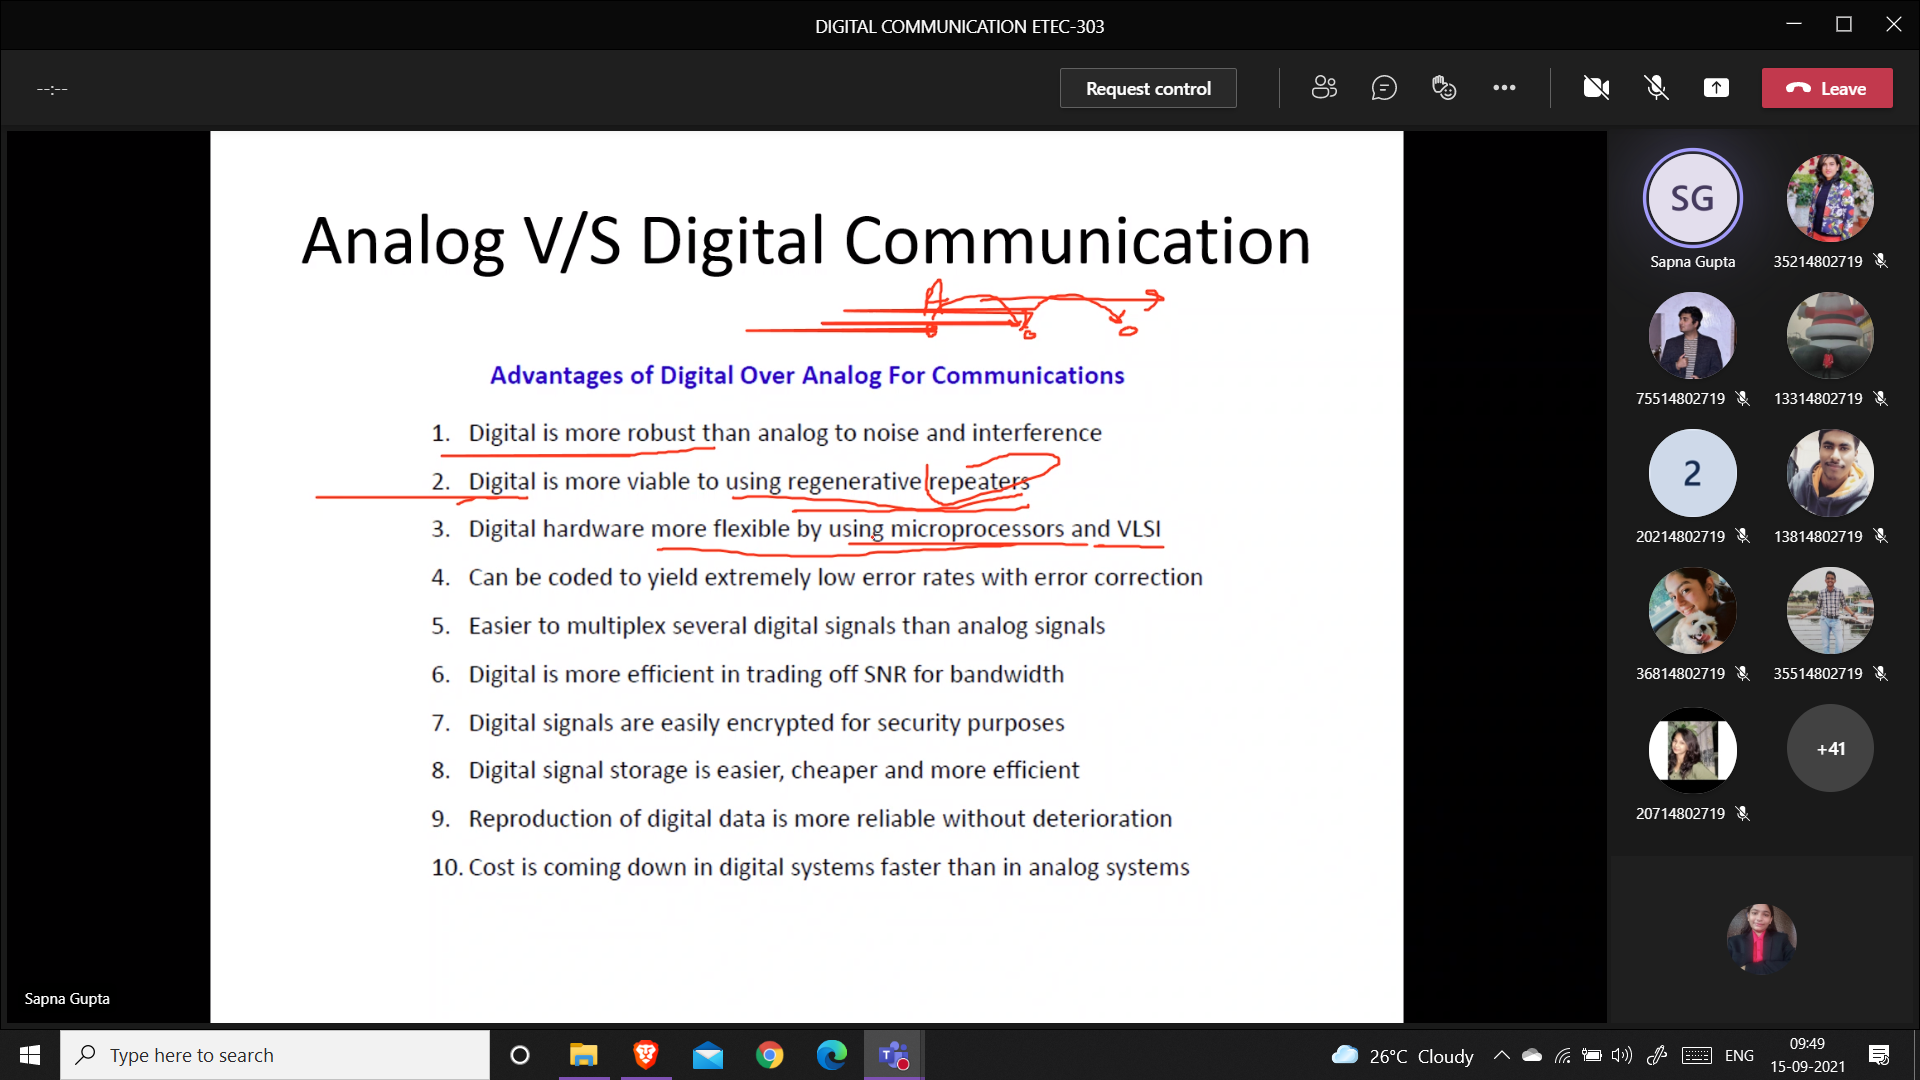 DIGITAL COMMUNICATION ETEC-303
--:--
Request control
Leave
Analog V/S Digital Communication
A
B
Advantages of Digital Over Analog For Communications
1. Digital is more robust than analog to noise and interference
2. Digital is more viable to using regenerative repeaters
3. Digital hardware more flexible by using microprocessors and VLSI
4. Can be coded to yield extremely low error rates with error correction
5. Easier to multiplex several digital signals than analog signals
6. Digital is more efficient in trading off SNR for bandwidth
7. Digital signals are easily encrypted for security purposes
8. Digital signal storage is easier, cheaper and more efficient
9. Reproduction of digital data is more reliable without deterioration
10. Cost is coming down in digital systems faster than in analog systems
Sapna Gupta
SG
Sapna Gupta
35214802719
75514802719
13314802719
2
20214802719
13814802719
36814802719
35514802719
20714802719
+41
Type here to search
26°C Cloudy
ENG
09:49
15-09-2021